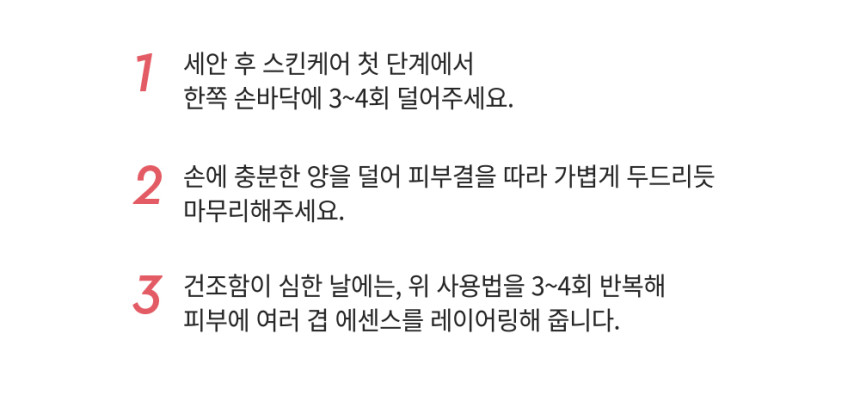 1 세안 후 스킨케어 첫 단계에서
한쪽 손바닥에 3~4회 덜어주세요.
2 손에 충분한 양을 덜어 피부결을 따라 가볍게 두드리듯
마무리해주세요.
3 건조함이 심한 날에는, 위 사용법을 3~4회 반복해
피부에 여러 겹 에센스를 레이어링해 줍니다.